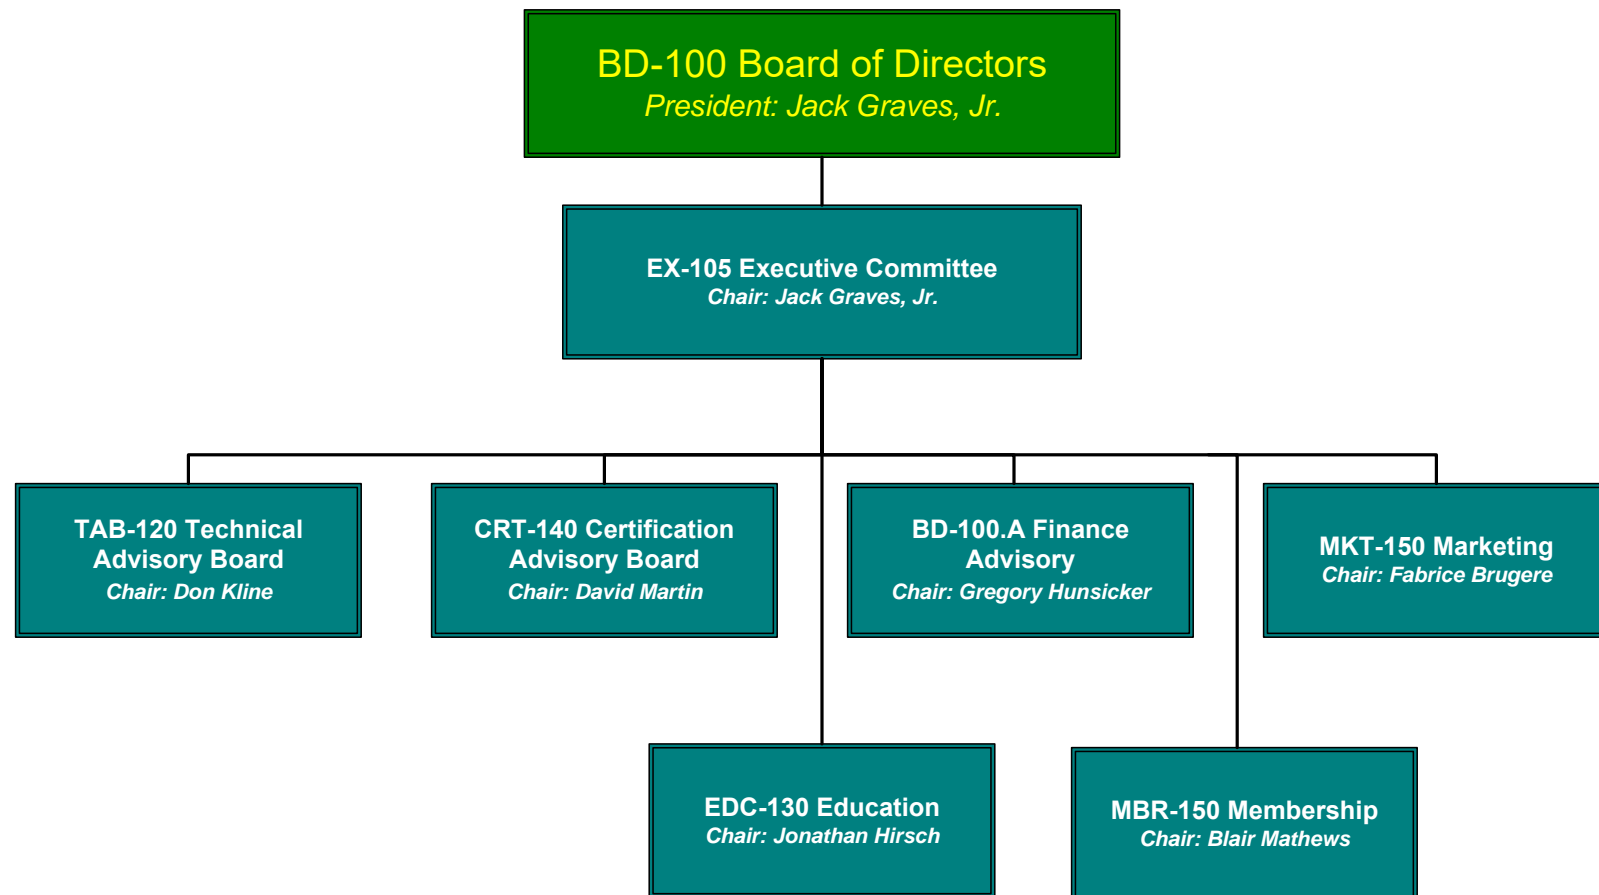 BD-100 Board of Directors
President: Jack Graves, Jr.
EX-105 Executive Committee
Chair: Jack Graves, Jr.
TAB-120 Technical
Advisory Board
Chair: Don Kline
CRT-140 Certification
Advisory Board
Chair: David Martin
BD-100.A Finance
Advisory
Chair: Gregory Hunsicker
MKT-150 Marketing
Chair: Fabrice Brugere
EDC-130 Education
Chair: Jonathan Hirsch
MBR-150 Membership
Chair: Blair Mathews